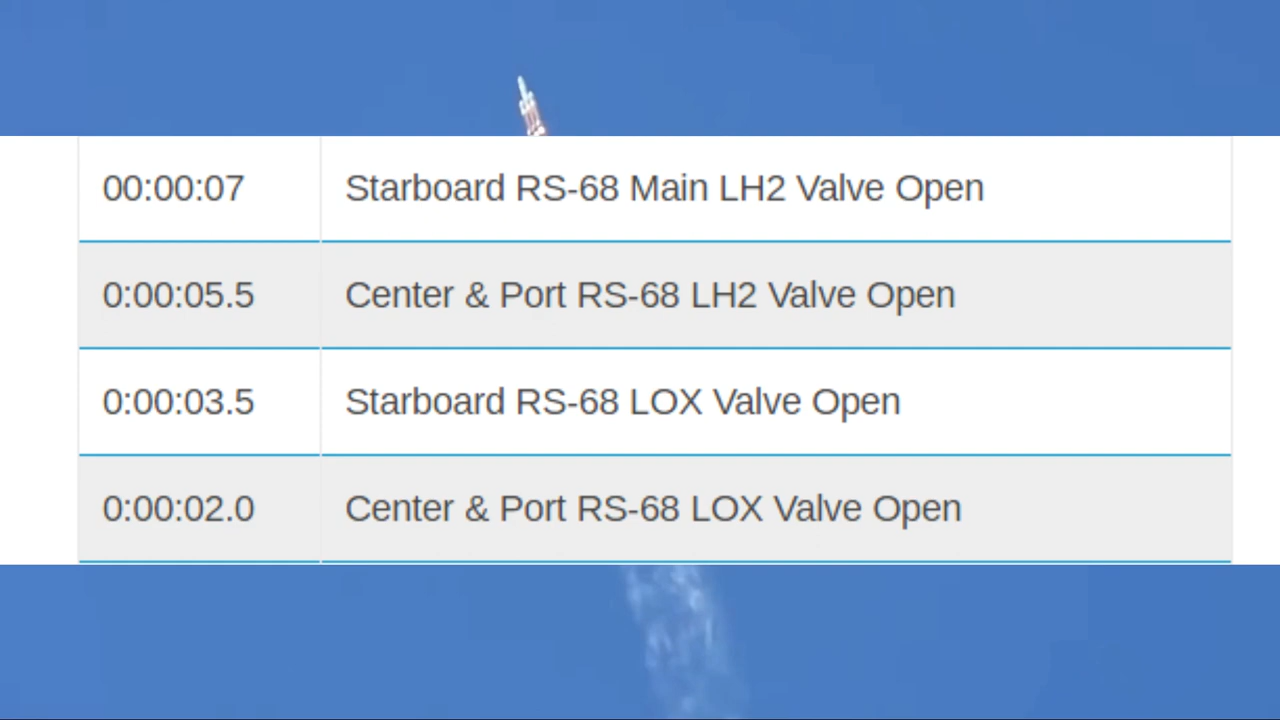 00:00:07 Starboard RS-68 Main LH2 Valve Open
0:00:05.5 Center & Port RS-68 LH2 Valve Open
0:00:03.5 Starboard RS-68 LOX Valve Open
0:00:02.0 Center & Port RS-68 LOX Valve Open